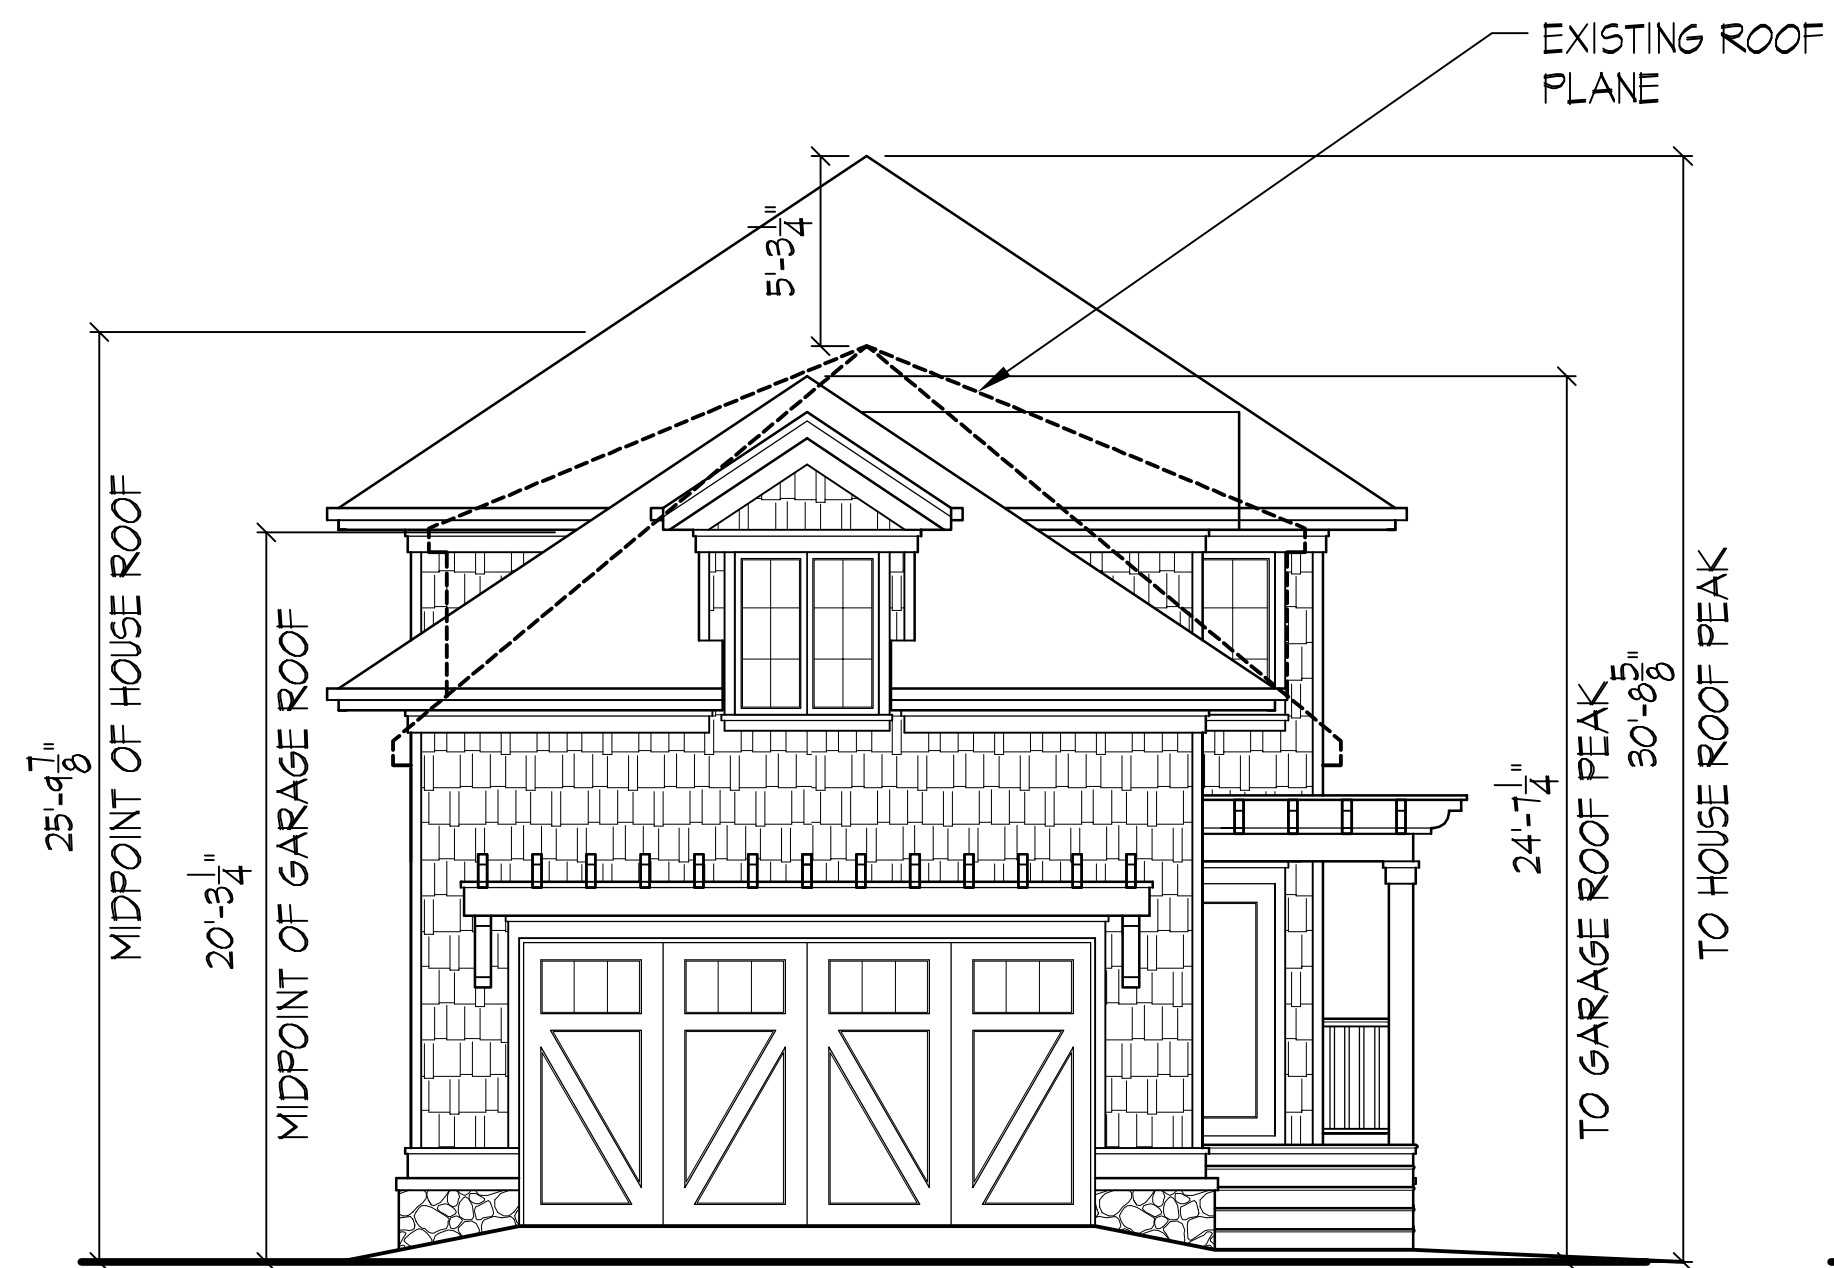 EXISTING ROOF
PLANE
5'-3 1/4"
25'-9 7/8"
MIDPOINT OF HOUSE ROOF
20'-3 1/4"
MIDPOINT OF GARAGE ROOF
24'-7 1/4"
TO GARAGE ROOF PEAK
30'-8 5/8"
TO HOUSE ROOF PEAK